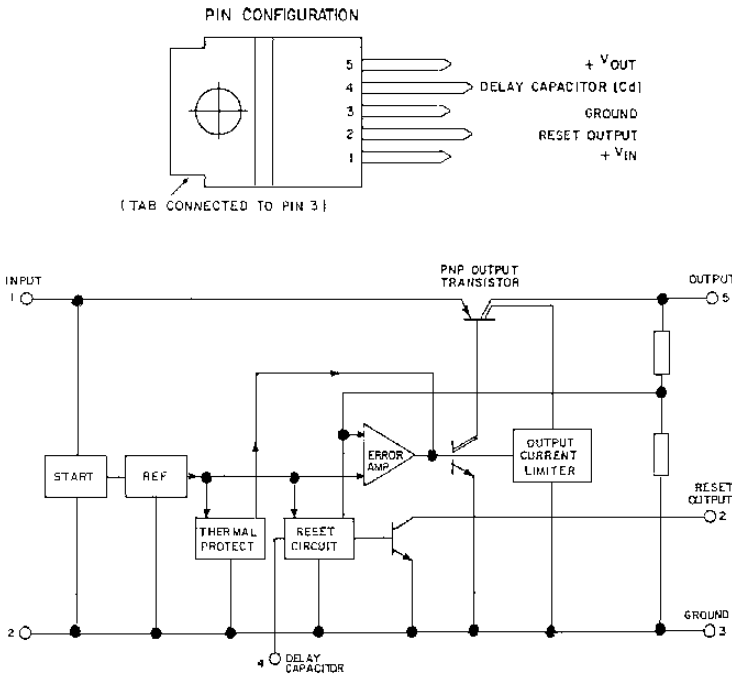 PIN CONFIGURATION
5 + VOUT
4 DELAY CAPACITOR [Cd]
3 GROUND
2 RESET OUTPUT
1 + VIN
(TAB CONNECTED TO PIN 3)
PNP OUTPUT
TRANSISTOR
INPUT
1
OUTPUT
5
ERROR
AMP
OUTPUT
CURRENT
LIMITER
START
REF
RESET
OUTPUT
2
THERMAL
PROTECT
RESET
CIRCUIT
2
GROUND
3
4
DELAY
CAPACITOR